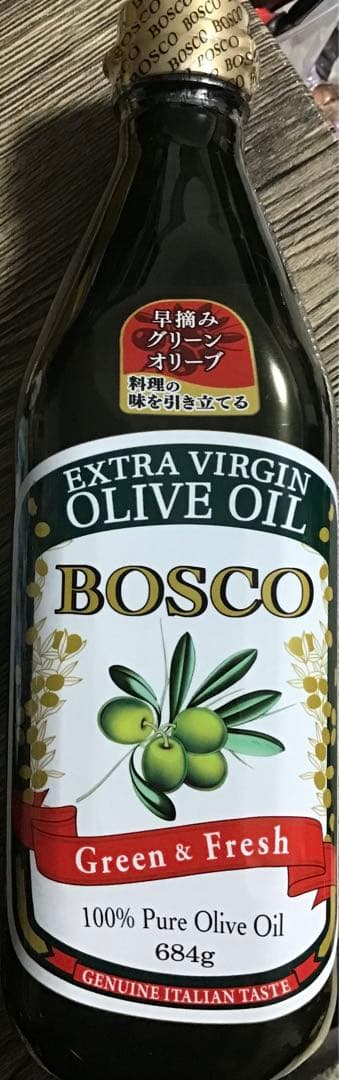 BOSCO BOSCO BOSCO
早摘み
グリーン
オリーブ
料理の
味を引き立てる
EXTRA VIRGIN
OLIVE OIL
BOSCO
Green & Fresh
100% Pure Olive Oil
684g
GENUINE ITALIAN TASTE